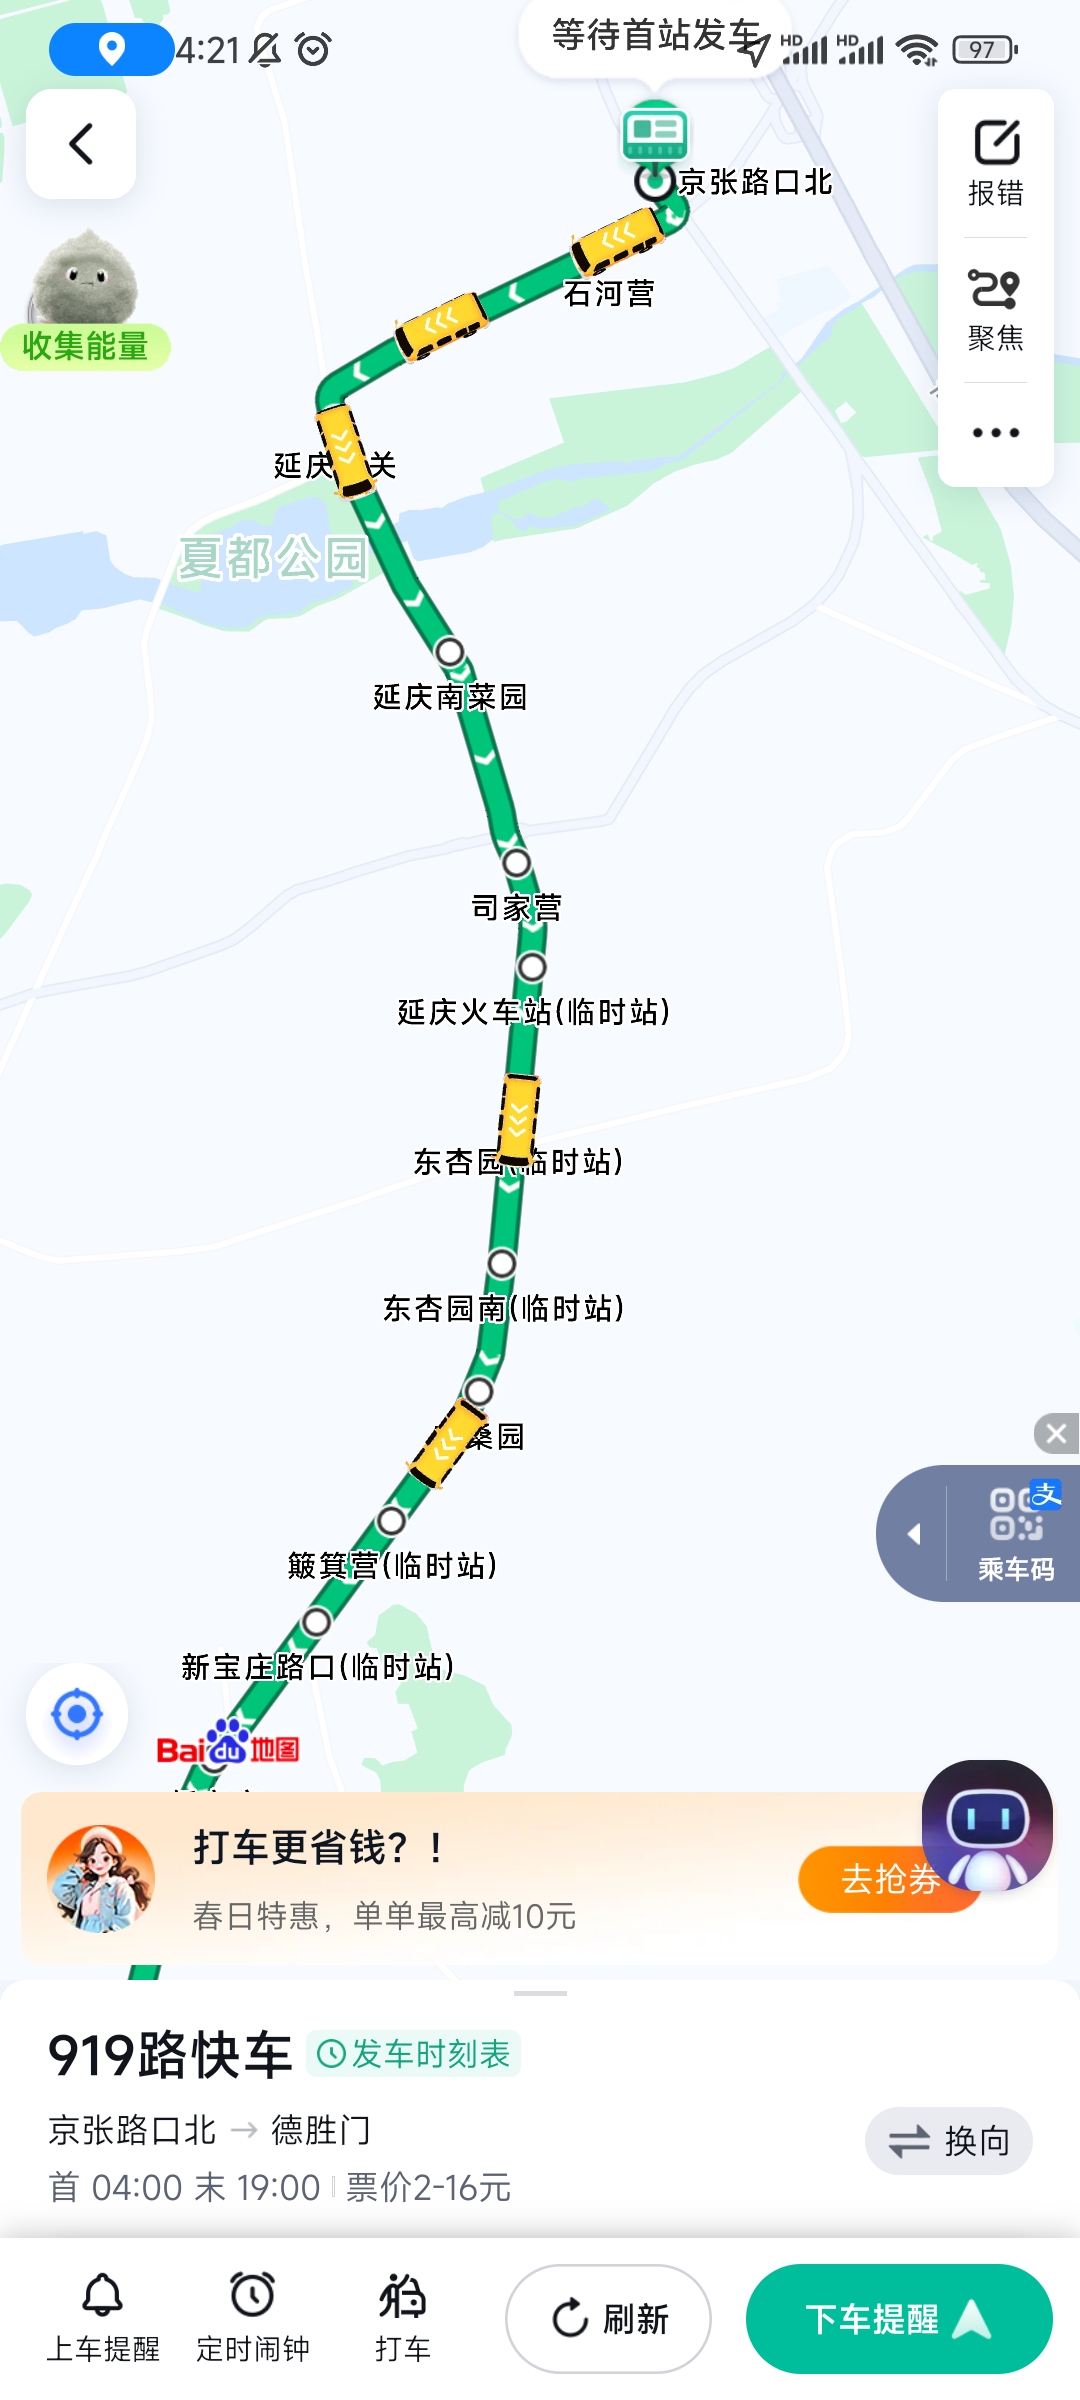 等待首站发车
4:21
HD
HD
97
京张路口北
报错
石河营
聚焦
收集能量
延庆 关
夏都公园
延庆南菜园
司家营
延庆火车站(临时站)
东杏园(临时站)
东杏园南(临时站)
桑园
支
乘车码
簸箕营(临时站)
新宝庄路口(临时站)
Bai du 地图
打车更省钱？！
去抢券
春日特惠，单单最高减10元
919路快车
发车时刻表
京张路口北 → 德胜门
换向
首 04:00 末 19:00 | 票价2-16元
上车提醒
定时闹钟
打车
刷新
下车提醒